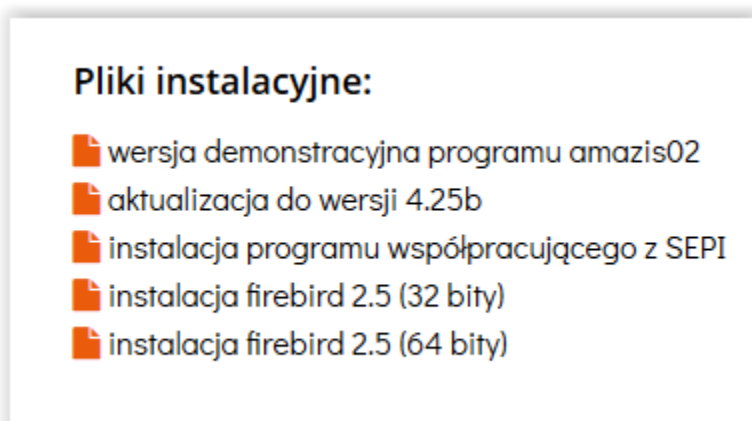 Pliki instalacyjne:
wersja demonstracyjna programu amazis02
aktualizacja do wersji 4.25b
instalacja programu współpracującego z SEPI
instalacja firebird 2.5 (32 bity)
instalacja firebird 2.5 (64 bity)